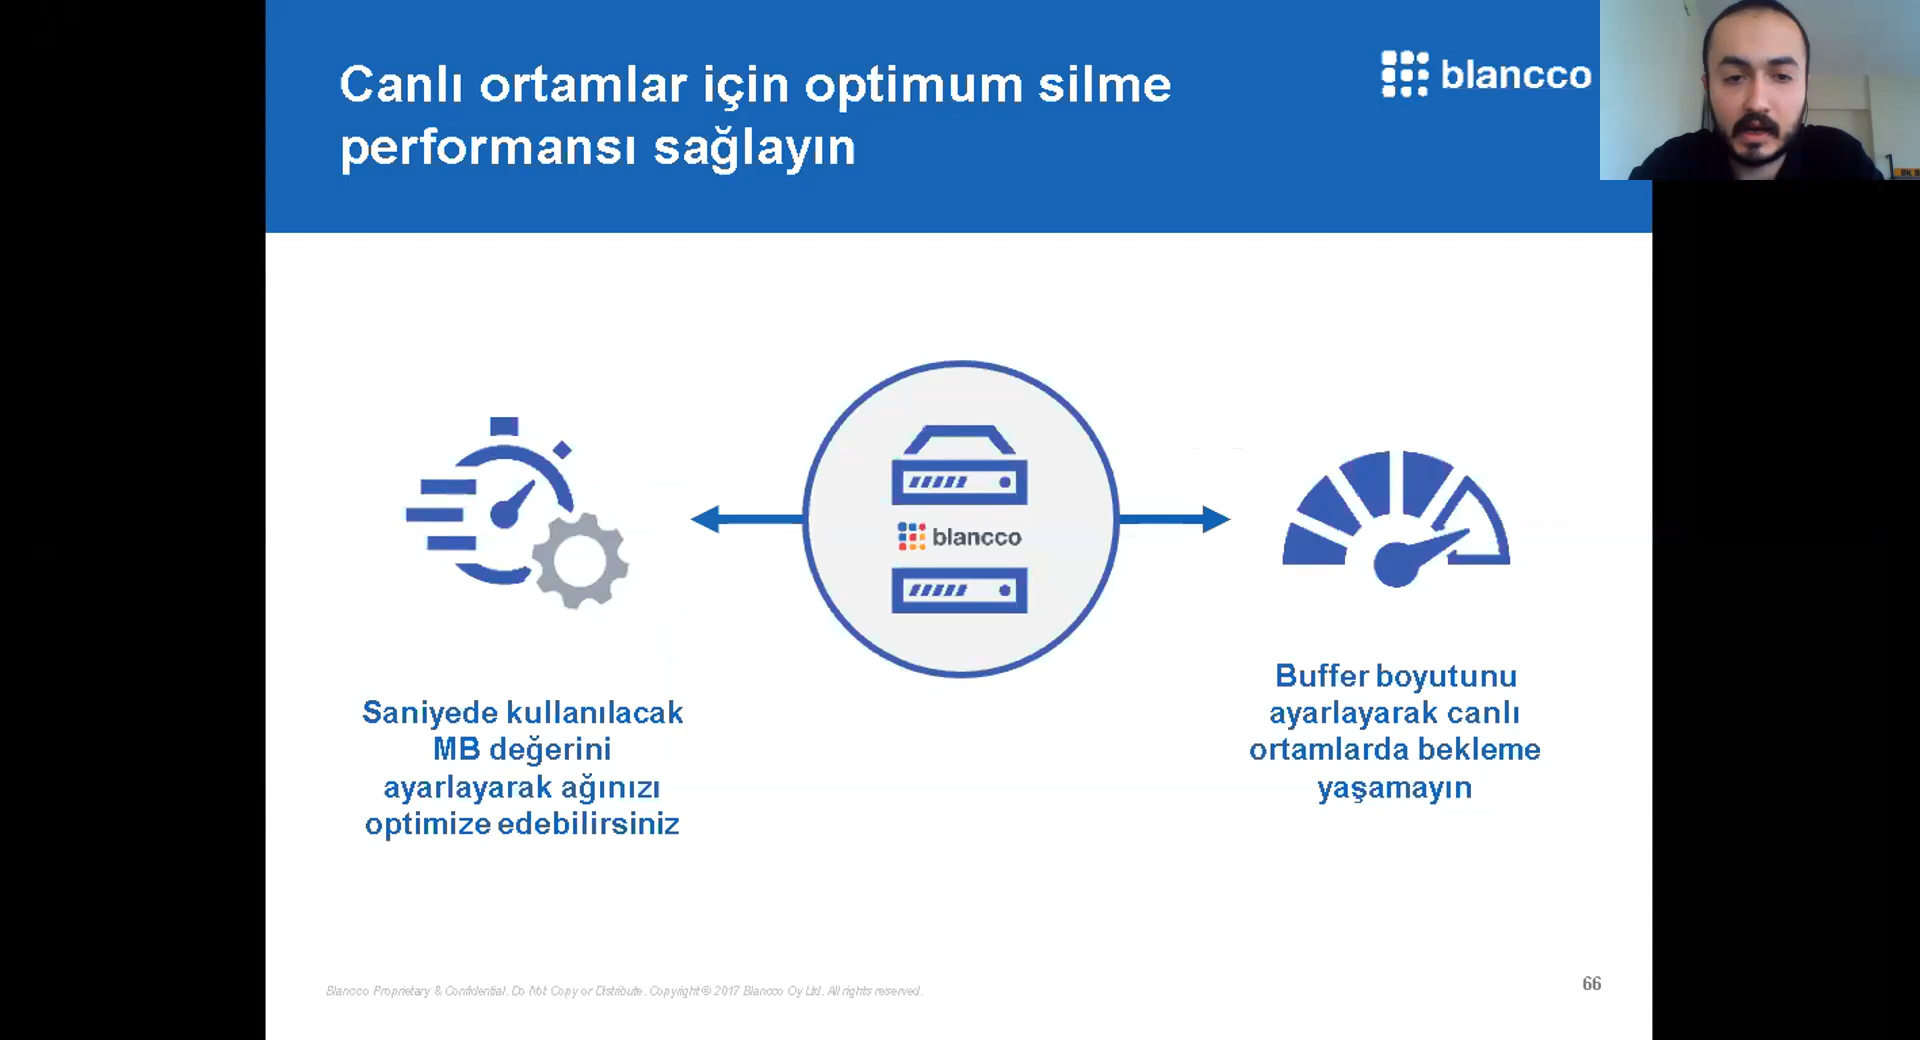 Canlı ortamlar için optimum silme
performansı sağlayın
blancco
blancco
Saniyede kullanılacak
MB değerini
ayarlayarak ağınızı
optimize edebilirsiniz
Buffer boyutunu
ayarlayarak canlı
ortamlarda bekleme
yaşamayın
Blancco Proprietary & Confidential. Do Not Copy or Distribute. Copyright © 2017 Blancco Oy Ltd. All rights reserved.
66